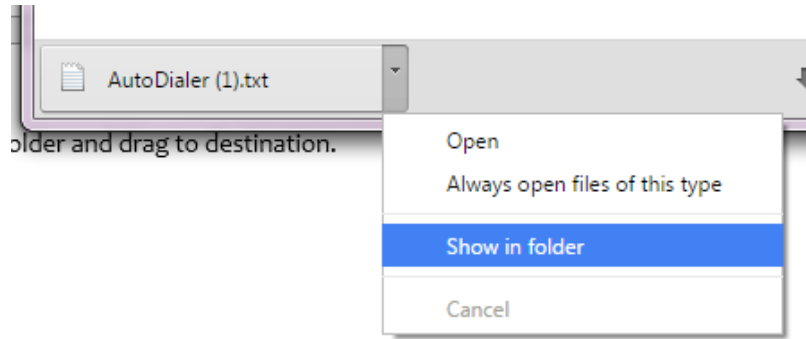 AutoDialer (1).txt
older and drag to destination.
Open
Always open files of this type
Show in folder
Cancel